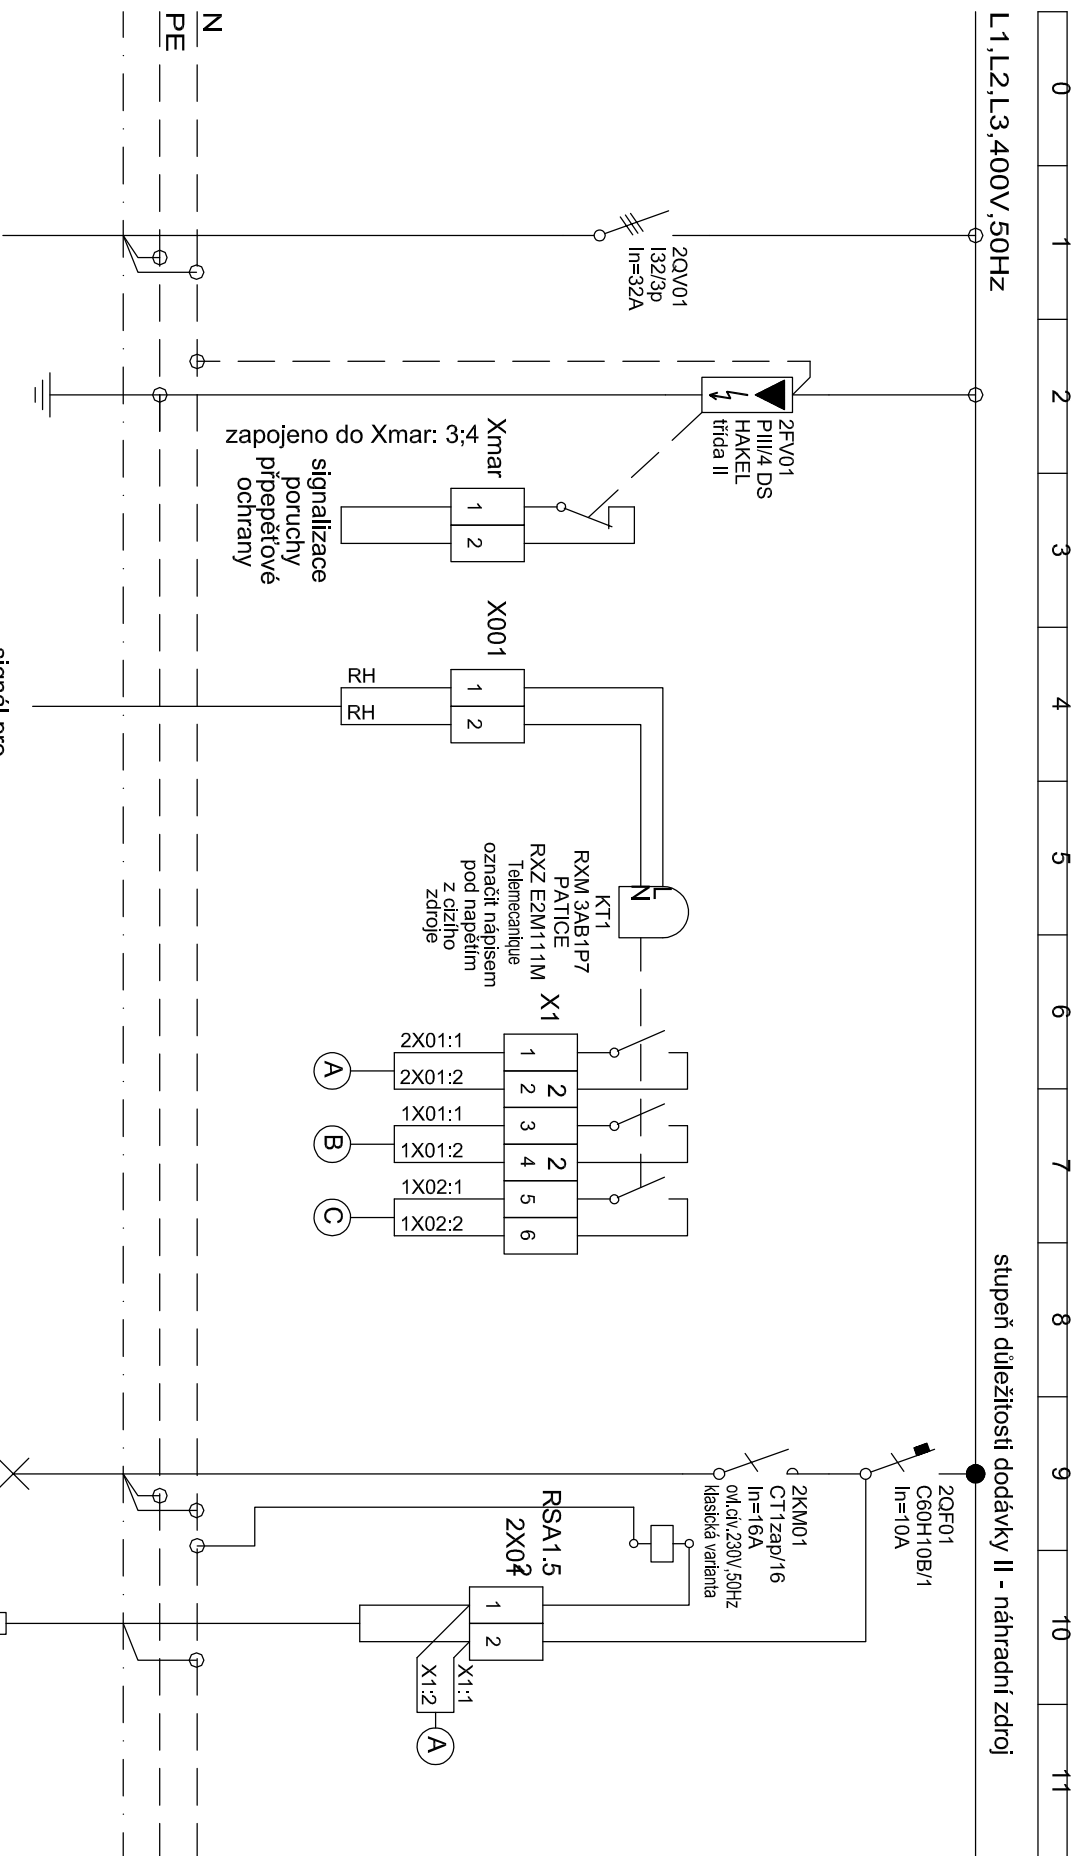 0 1 2 3 4 5 6 7 8 9 10 11
L1,L2,L3,400V,50Hz
stupeň důležitosti dodávky II - náhradní zdroj
2QV01
I32/3p
In=32A
2FV01
PIII/4 DS
HAKEL
třída II
Xmar
zapojeno do Xmar: 3;4
1
2
signalizace
poruchy
přpepěťové
ochrany
X001
1
2
RH
RH
L
N
KT1
RXM 3AB1P7
PATICE
RXZ E2M111M
Telemecanique
označit nápisem
pod napětím
z cizího
zdroje
X1
1
2 2
3
4 2
5
6
2X01:1
2X01:2
1X01:1
1X01:2
1X02:1
1X02:2
A
B
C
2QF01
C60H10B/1
In=10A
2KM01
CT1zap/16
In=16A
ovl.civ.230V,50Hz
klasická varianta
RSA1.5
1
2
X1:1
X1:2
A
N
PE